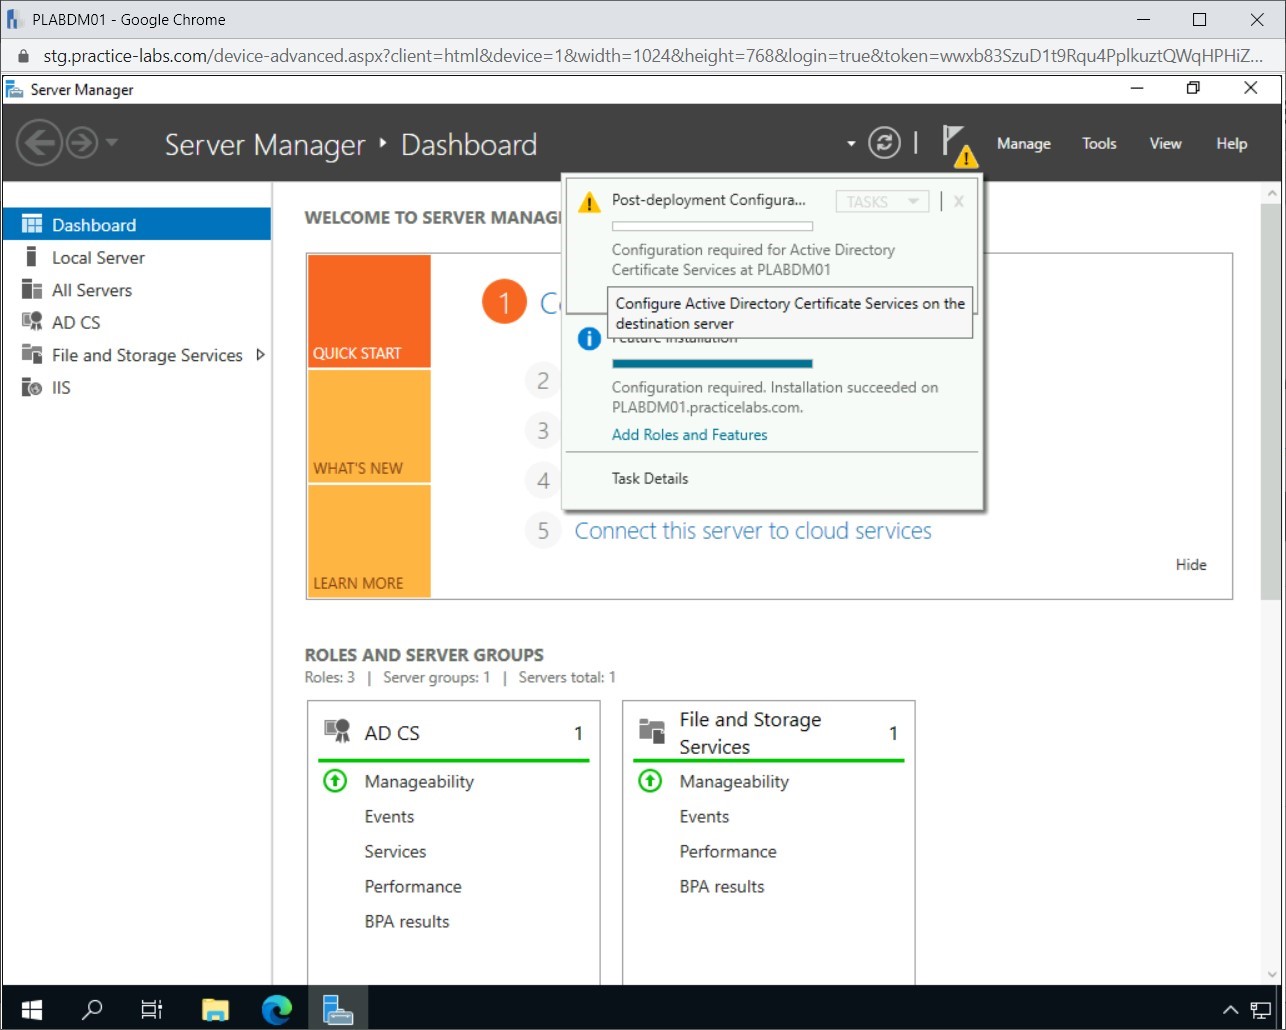 PLABDM01 - Google Chrome
stg.practice-labs.com/device-advanced.aspx?client=html&device=1&width=1024&height=768&login=true&token=wwxb83SzuD1t9Rqu4PplkuztQWqHPHiZ...
Server Manager
Server Manager Dashboard
Manage Tools View Help
Dashboard
Local Server
All Servers
AD CS
File and Storage Services
IIS
WELCOME TO SERVER MANAG
QUICK START
WHAT'S NEW
LEARN MORE
1 Co
2
3
4
5 Connect this server to cloud services
Hide
Post-deployment Configura... TASKS X
Configuration required for Active Directory
Certificate Services at PLABDM01
Configure Active Directory Certificate Services on the
destination server
Feature installation
Configuration required. Installation succeeded on
PLABDM01.practicelabs.com.
Add Roles and Features
Task Details
ROLES AND SERVER GROUPS
Roles: 3 | Server groups: 1 | Servers total: 1
AD CS 1
Manageability
Events
Services
Performance
BPA results
File and Storage
Services 1
Manageability
Events
Performance
BPA results